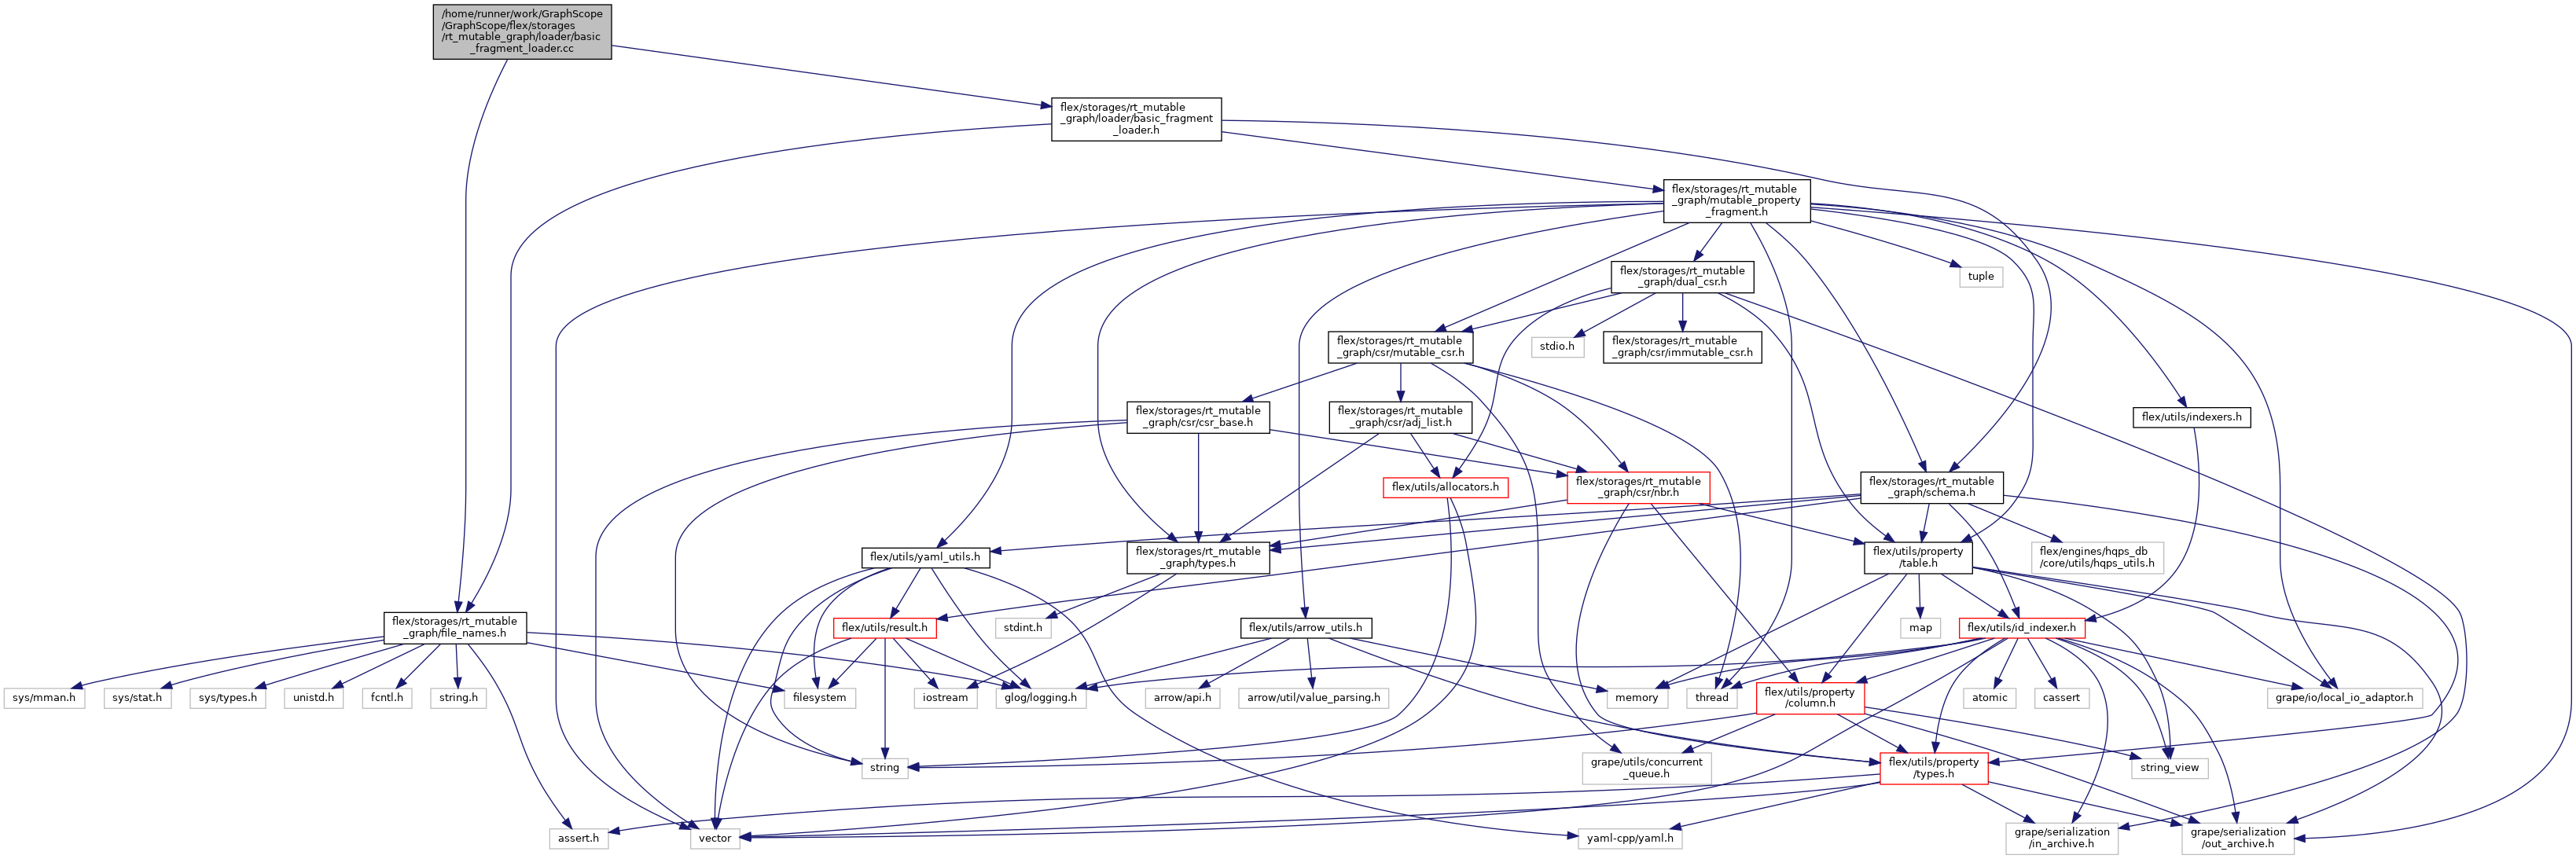 /home/runner/work/GraphScope
/GraphScope/flex/storages
/rt_mutable_graph/loader/basic
_fragment_loader.cc
flex/storages/rt_mutable
_graph/loader/basic_fragment
_loader.h
flex/storages/rt_mutable
_graph/mutable_property
_fragment.h
flex/storages/rt_mutable
_graph/dual_csr.h
tuple
flex/storages/rt_mutable
_graph/csr/mutable_csr.h
stdio.h
flex/storages/rt_mutable
_graph/csr/immutable_csr.h
flex/storages/rt_mutable
_graph/csr/csr_base.h
flex/storages/rt_mutable
_graph/csr/adj_list.h
flex/utils/indexers.h
flex/utils/allocators.h
flex/storages/rt_mutable
_graph/csr/nbr.h
flex/storages/rt_mutable
_graph/schema.h
flex/utils/yaml_utils.h
flex/storages/rt_mutable
_graph/types.h
flex/utils/property
/table.h
flex/engines/hqps_db
/core/utils/hqps_utils.h
flex/storages/rt_mutable
_graph/file_names.h
flex/utils/result.h
stdint.h
flex/utils/arrow_utils.h
map
flex/utils/id_indexer.h
sys/mman.h
sys/stat.h
sys/types.h
unistd.h
fcntl.h
string.h
filesystem
iostream
glog/logging.h
arrow/api.h
arrow/util/value_parsing.h
memory
thread
flex/utils/property
/column.h
atomic
cassert
grape/io/local_io_adaptor.h
string
grape/utils/concurrent
_queue.h
flex/utils/property
/types.h
string_view
assert.h
vector
yaml-cpp/yaml.h
grape/serialization
/in_archive.h
grape/serialization
/out_archive.h